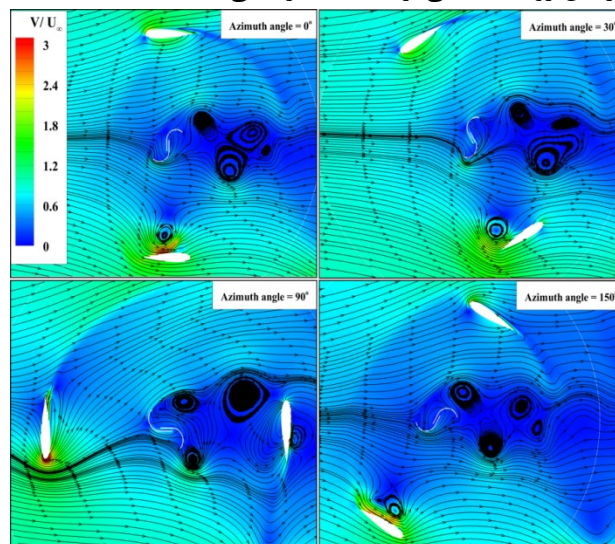 V/ U∞
3
2.4
1.8
1.2
0.6
0
Azimuth angle = 0°
Azimuth angle = 30°
Azimuth angle = 90°
Azimuth angle = 150°